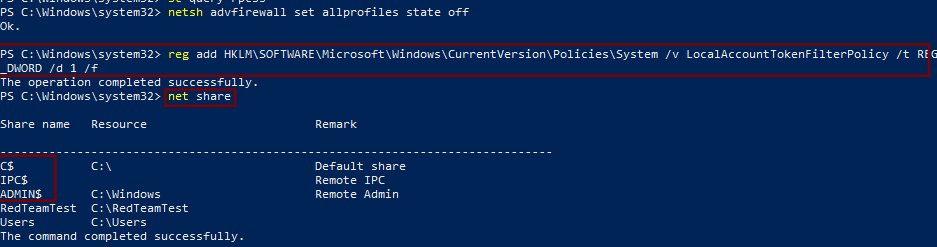 PS C:\Windows\system32> netsh advfirewall set allprofiles state off
Ok.
PS C:\Windows\system32> reg add HKLM\SOFTWARE\Microsoft\Windows\CurrentVersion\Policies\System /v LocalAccountTokenFilterPolicy /t REG
_DWORD /d 1 /f
The operation completed successfully.
PS C:\Windows\system32> net share
Share name Resource Remark
-------------------------------------------------------------------------------
C$ C:\ Default share
IPC$ Remote IPC
ADMIN$ C:\Windows Remote Admin
RedTeamTest C:\RedTeamTest
Users C:\Users
The command completed successfully.